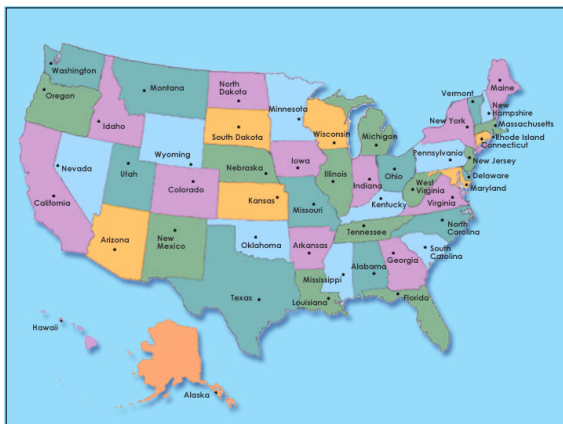 Washington
Oregon
Idaho
Montana
North
Dakota
Minnesota
South Dakota
Wisconsin
Michigan
Wyoming
Nebraska
Iowa
Nevada
Utah
Colorado
California
Kansas
Missouri
Illinois
Indiana
Ohio
West
Virginia
Virginia
Kentucky
Arizona
New
Mexico
Oklahoma
Arkansas
Tennessee
North
Carolina
South
Carolina
Texas
Louisiana
Mississippi
Alabama
Georgia
Florida
Maine
Vermont
New
Hampshire
New York
Massachusetts
Rhode Island
Connecticut
Pennsylvania
New Jersey
Delaware
Maryland
Hawaii
Alaska